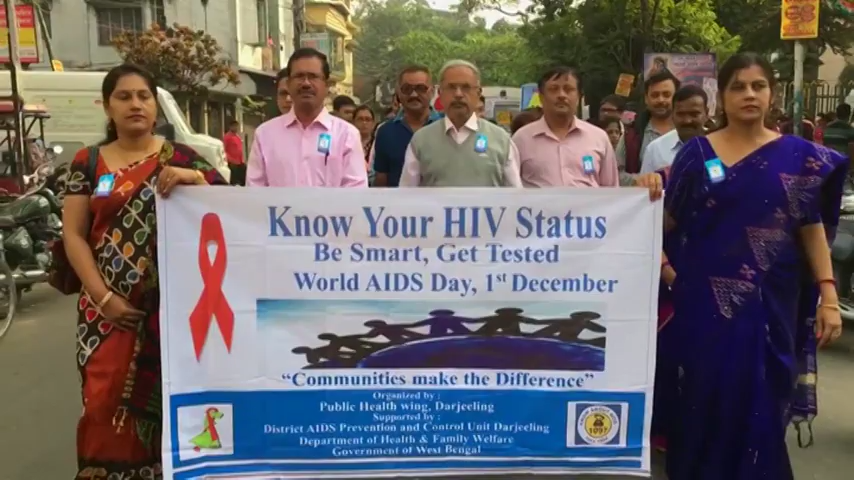 Know Your HIV Status
Be Smart, Get Tested
World AIDS Day, 1st December
"Communities make the Difference"
Organized by :
Public Health wing, Darjeeling
Supported by :
District AIDS Prevention and Control Unit Darjeeling
Department of Health & Family Welfare
Government of West Bengal
1097